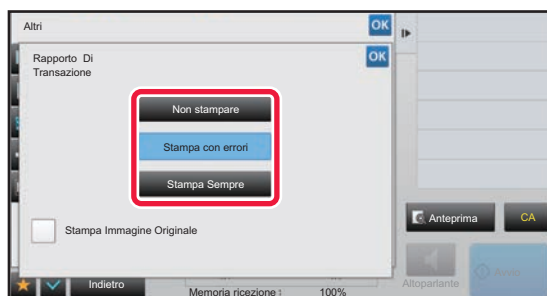 Altri
OK
Rapporto Di
Transazione
OK
Non stampare
Stampa con errori
Stampa Sempre
Stampa Immagine Originale
Anteprima
CA
Indietro
Memoria ricezione :
100%
Altoparlante
Avvio